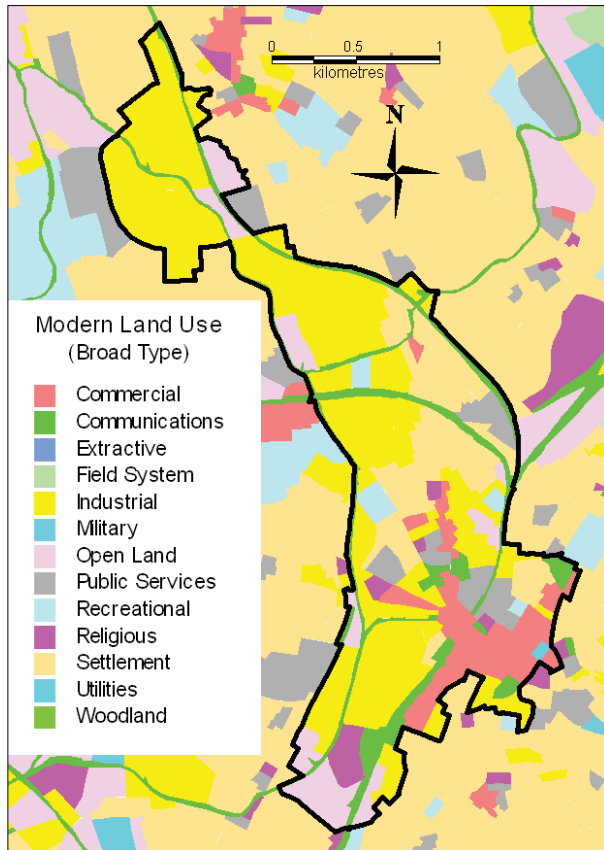 0 0.5 1
kilometres
N
Modern Land Use
(Broad Type)
Commercial
Communications
Extractive
Field System
Industrial
Military
Open Land
Public Services
Recreational
Religious
Settlement
Utilities
Woodland